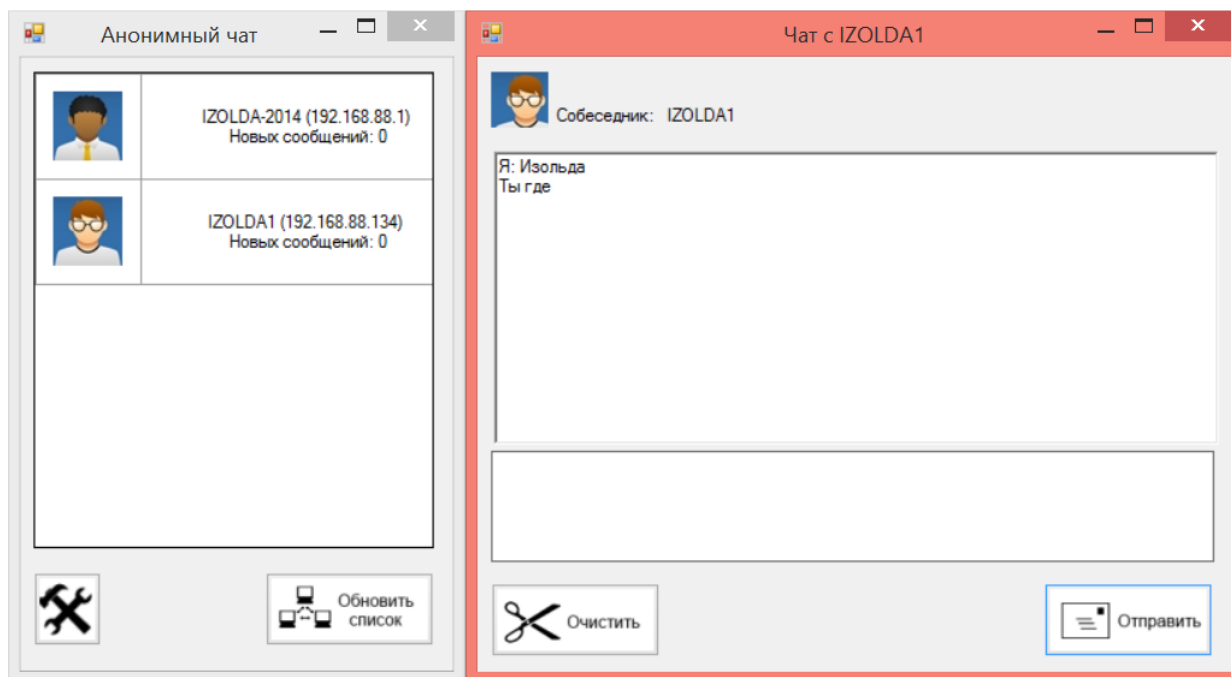 Анонимный чат
IZOLDA-2014 (192.168.88.1)
Новых сообщений: 0
IZOLDA1 (192.168.88.134)
Новых сообщений: 0
Обновить
список
Чат с IZOLDA1
Собеседник: IZOLDA1
Я: Изольда
Ты где
Очистить
Отправить